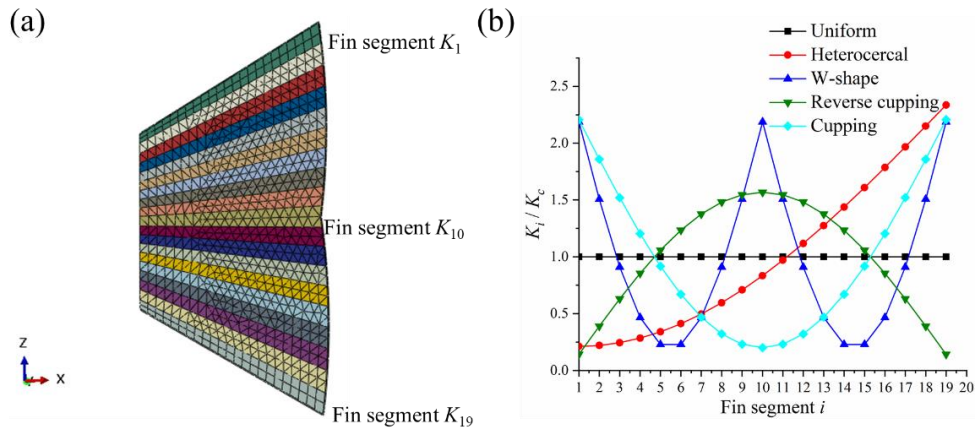 (a)
Fin segment K1
Fin segment K10
Fin segment K19
z
x
(b)
Uniform
Heterocercal
W-shape
Reverse cupping
Cupping
2.5
2.0
1.5
1.0
0.5
0.0
Ki / Kc
1 2 3 4 5 6 7 8 9 10 11 12 13 14 15 16 17 18 19 20
Fin segment i